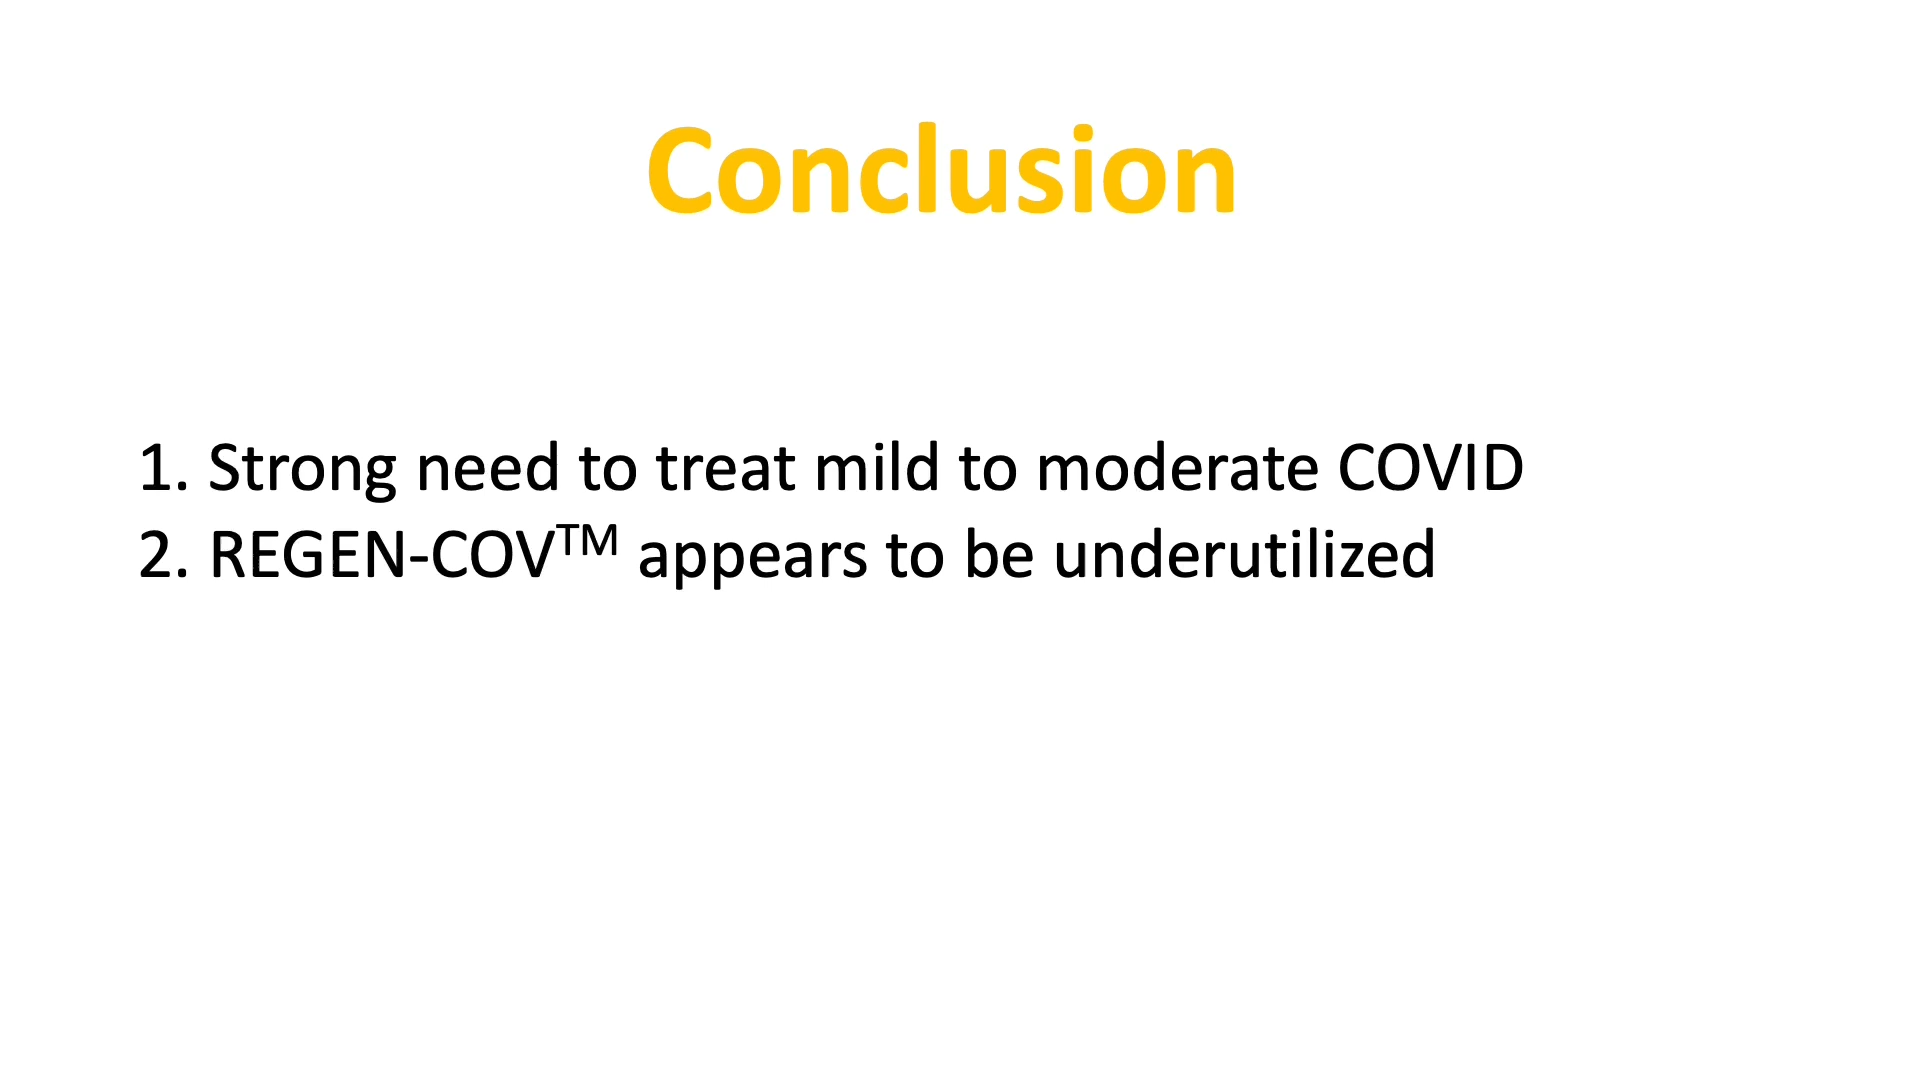 Conclusion
1. Strong need to treat mild to moderate COVID
2. REGEN-COV™ appears to be underutilized